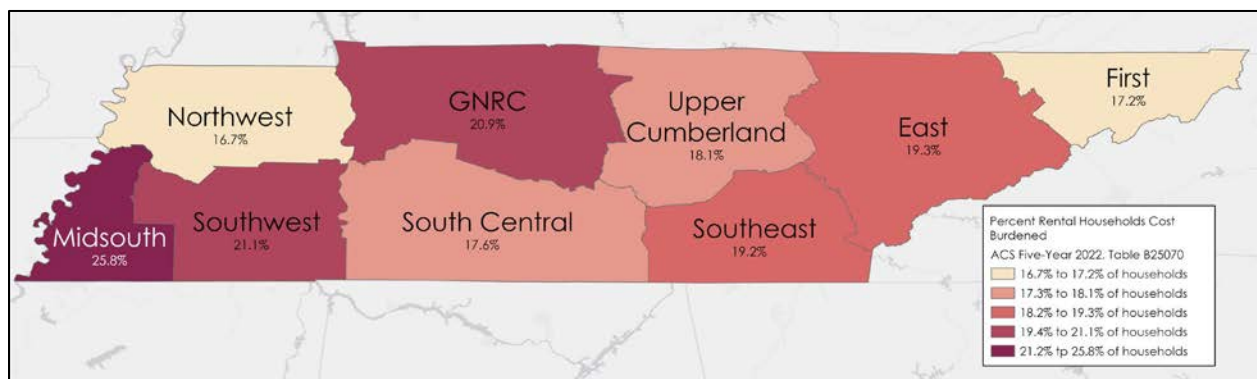 Northwest
16.7%
GNRC
20.9%
Upper
Cumberland
18.1%
East
19.3%
First
17.2%
Midsouth
25.8%
Southwest
21.1%
South Central
17.6%
Southeast
19.2%
Percent Rental Households Cost
Burdened
ACS Five-Year 2022, Table B25070
16.7% to 17.2% of households
17.3% to 18.1% of households
18.2% to 19.3% of households
19.4% to 21.1% of households
21.2% tp 25.8% of households